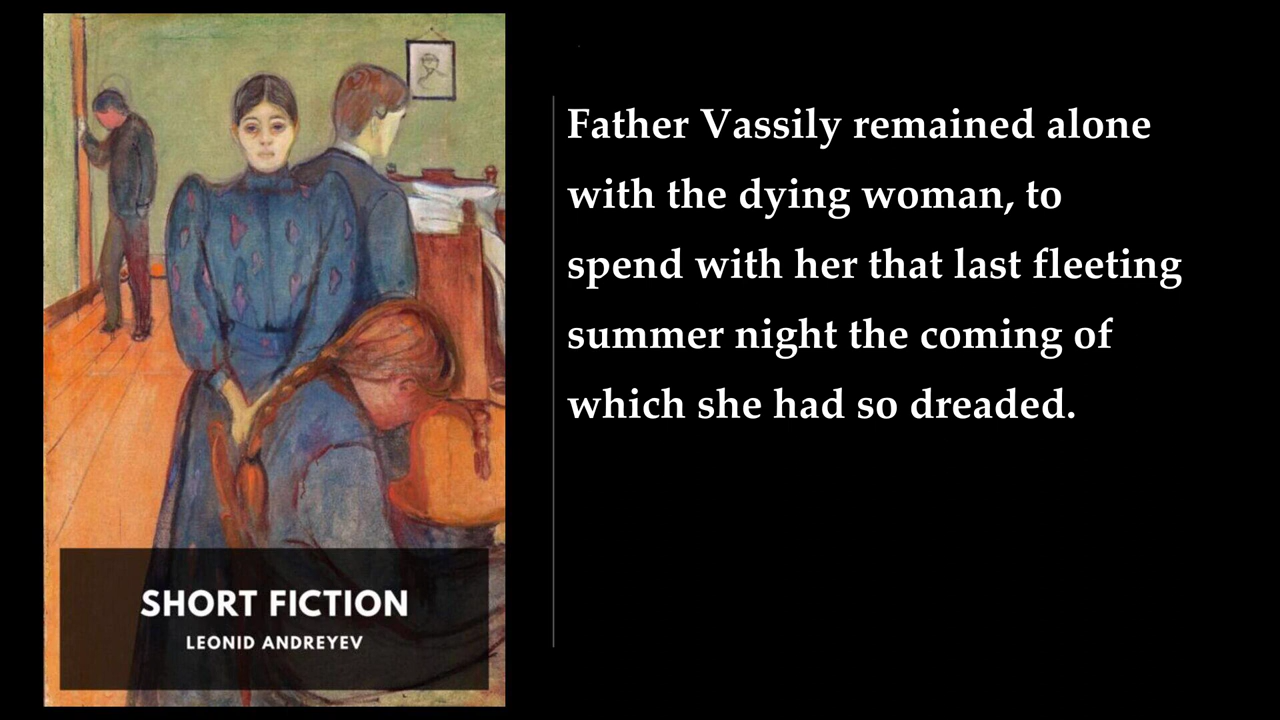 Father Vassily remained alone
with the dying woman, to
spend with her that last fleeting
summer night the coming of
which she had so dreaded.
SHORT FICTION
LEONID ANDREYEV